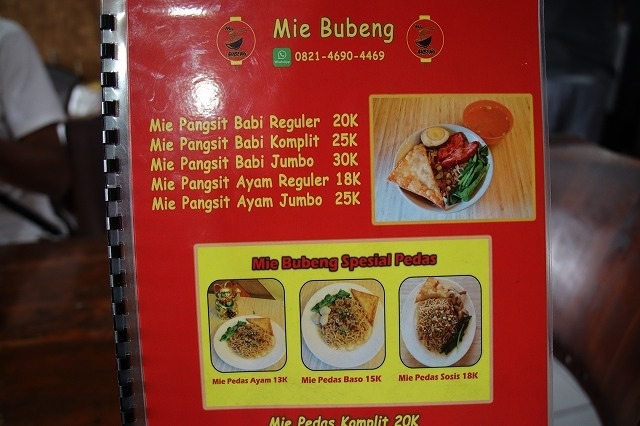 Mie Bubeng
0821-4690-4469
Mie Pangsit Babi Reguler 20K
Mie Pangsit Babi Komplit 25K
Mie Pangsit Babi Jumbo 30K
Mie Pangsit Ayam Reguler 18K
Mie Pangsit Ayam Jumbo 25K
Mie Bubeng Spesial Pedas
Mie Pedas Ayam 13K
Mie Pedas Baso 15K
Mie Pedas Sosis 18K
Mie Pedas Komplit 20K